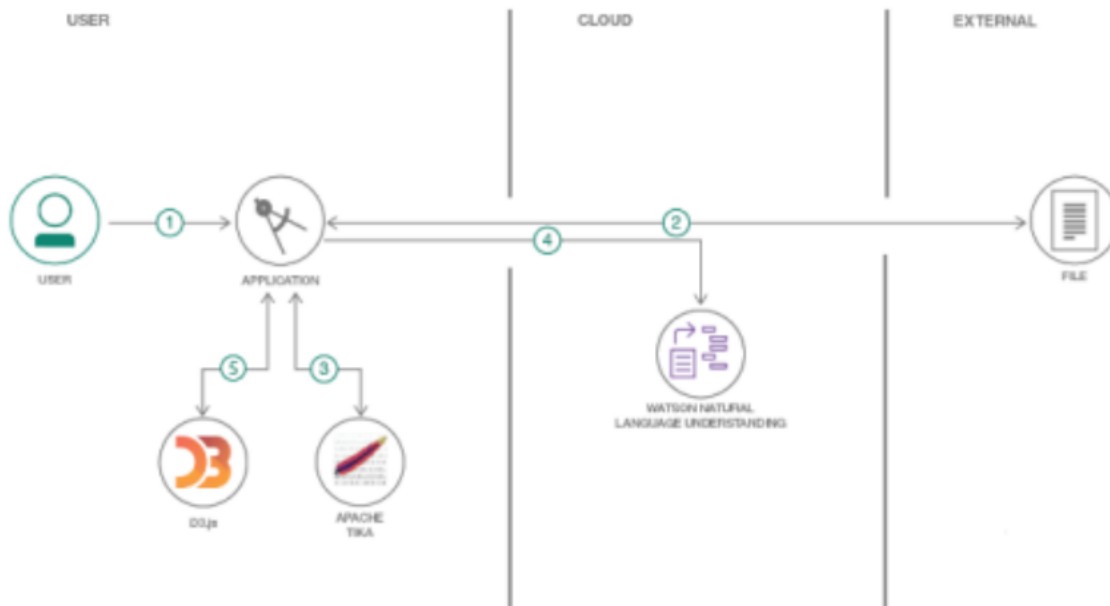 USER
CLOUD
EXTERNAL
1
2
4
USER
APPLICATION
FILE
5
3
WATSON NATURAL
LANGUAGE UNDERSTANDING
D3.js
APACHE
TIKA